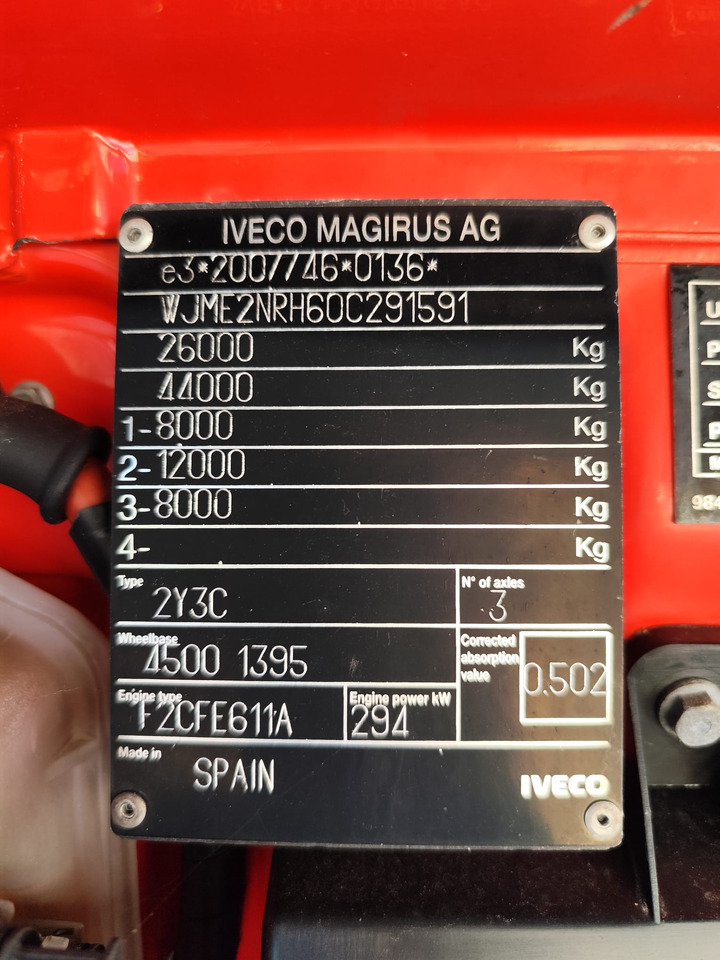 IVECO MAGIRUS AG
e3*2007/46*0136*
WJME2NRH60C291591
26000 Kg
44000 Kg
1-8000 Kg
2-12000 Kg
3-8000 Kg
4- Kg
Type
2Y3C
N° of axles
3
Wheelbase
4500 1395
Corrected
absorption
value
0.502
Engine type
F2CFE611A
Engine power kW
294
Made in
SPAIN
IVECO
U
P
S
P
984